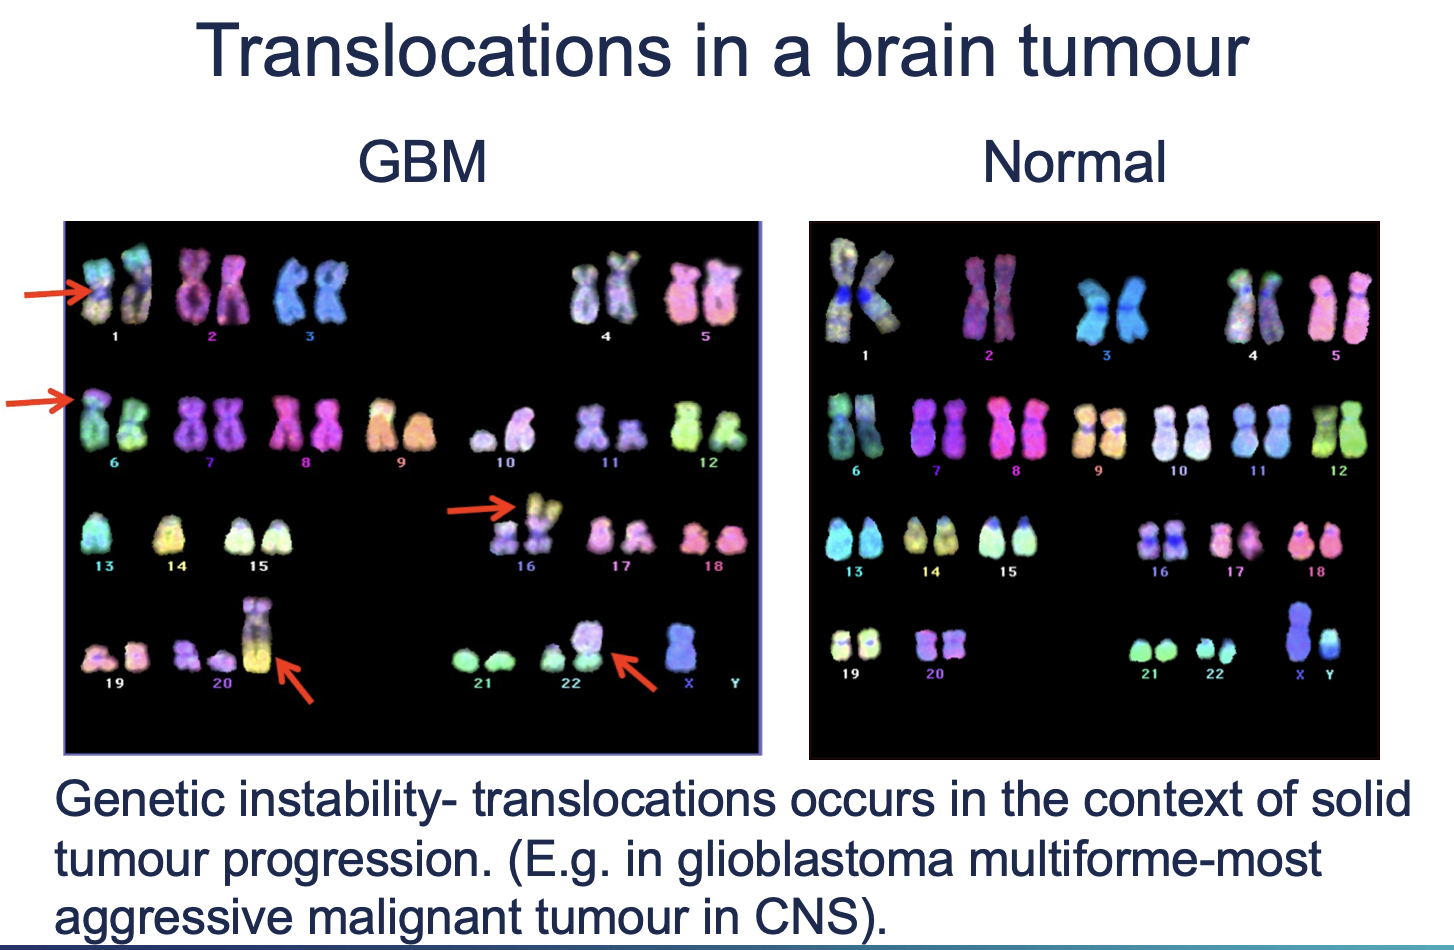 Translocations in a brain tumour
GBM
Normal
1 2 3 4 5
6 7 8 9 10 11 12
13 14 15 16 17 18
19 20 21 22 X Y
1 2 3 4 5
6 7 8 9 10 11 12
13 14 15 16 17 18
19 20 21 22 X Y
Genetic instability- translocations occurs in the context of solid
tumour progression. (E.g. in glioblastoma multiforme-most
aggressive malignant tumour in CNS).